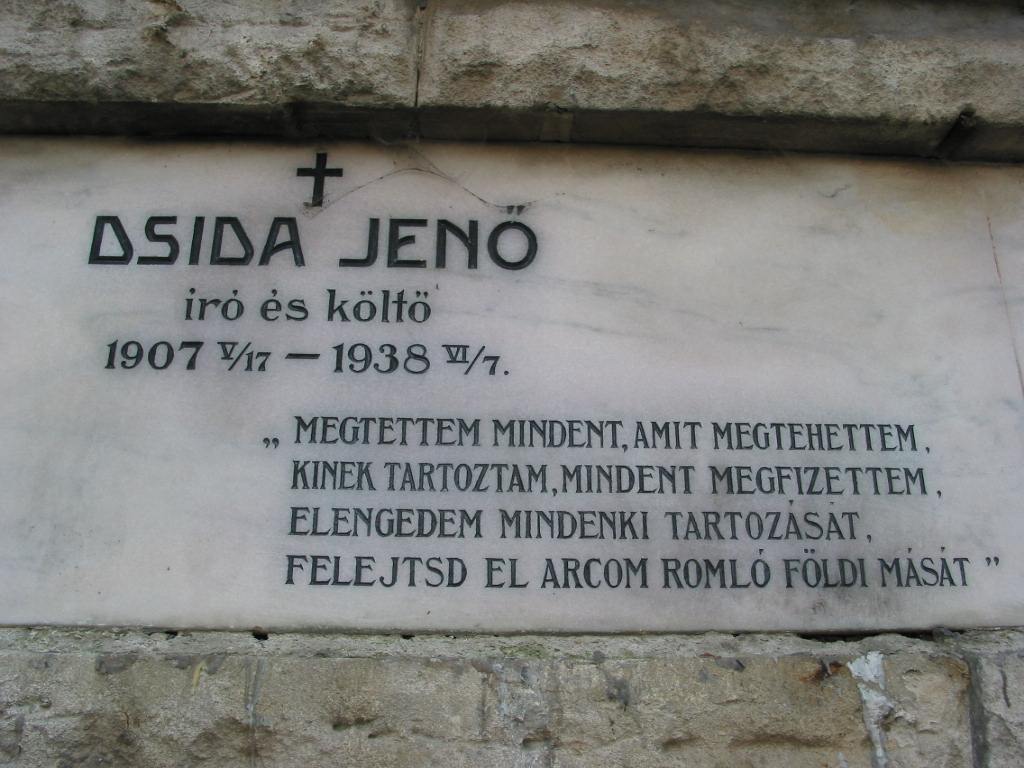 DSIDA JENŐ
író és költö
1907 V/17 — 1938 VI/7.
„ MEGTETTEM MINDENT, AMIT MEGTEHETTEM,
KINEK TARTOZTAM, MINDENT MEGFIZETTEM,
ELENGEDEM MINDENKI TARTOZÁSÁT,
FELEJTSD EL ARCOM ROMLÓ FÖLDI MÁSÁT ”